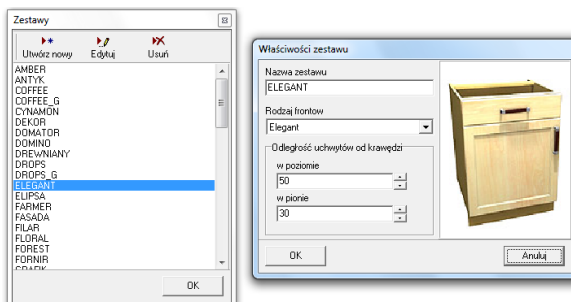 Zestawy
Utwórz nowy
Edytuj
Usuń
AMBER
ANTYK
COFFEE
COFFEE_G
CYNAMON
DEKOR
DOMATOR
DOMINO
DREWNIANY
DROPS
DROPS_G
ELEGANT
ELIPSA
FARMER
FASADA
FILAR
FLORAL
FOREST
FORNIR
OK
Właściwości zestawu
Nazwa zestawu
ELEGANT
Rodzaj frontow
Elegant
Odległość uchwytów od krawędzi
w poziomie
50
w pionie
30
OK
Anuluj